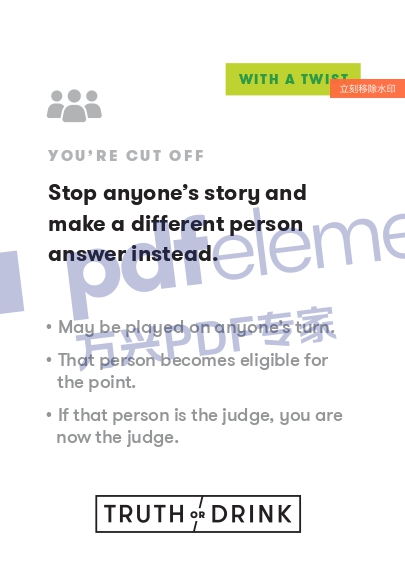 WITH A TWIST
立刻移除水印
YOU'RE CUT OFF
Stop anyone's story and
make a different person
answer instead.
pdfeleme
• May be played on anyone's turn.
万兴PDF专家
• That person becomes eligible for
the point.
• If that person is the judge, you are
now the judge.
TRUTH OR DRINK